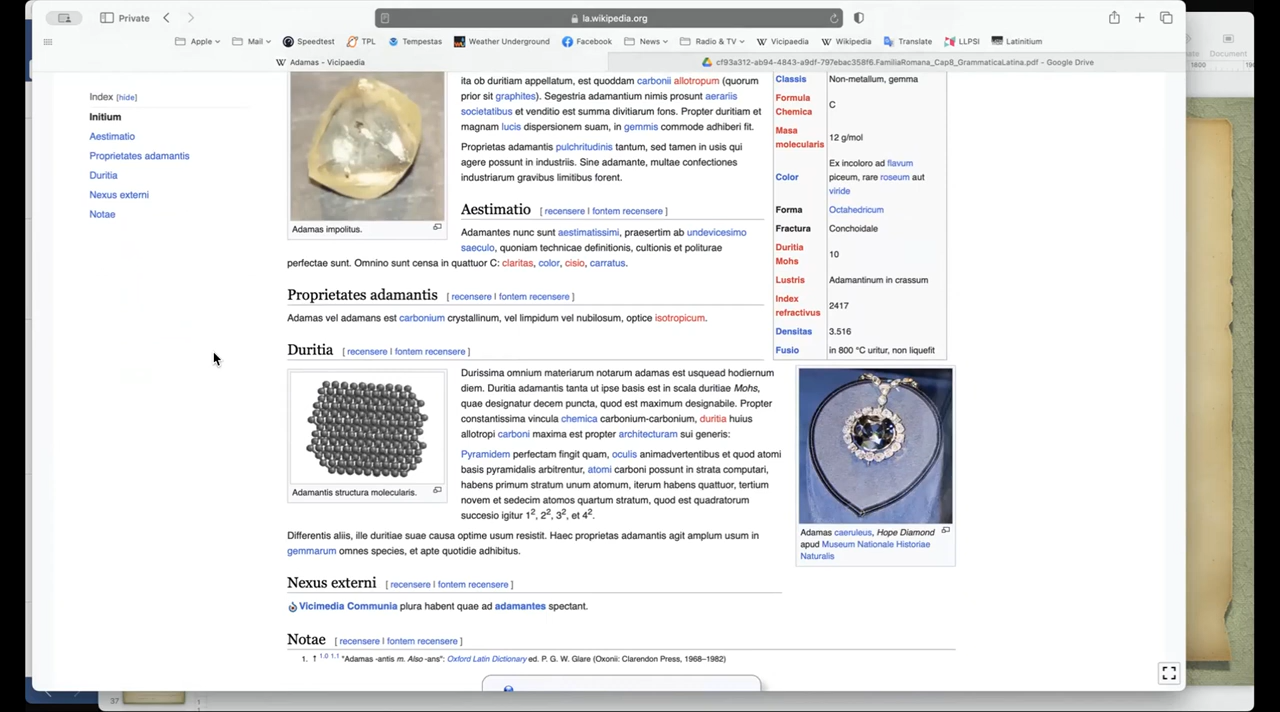 Private
la.wikipedia.org
Apple
Mail
Speedtest
TPL
Tempestas
Weather Underground
Facebook
News
Radio & TV
Vicipaedia
Wikipedia
Translate
LLPSI
Latinitium
Adamas - Vicipaedia
cf93a312-ab94-4843-a9df-797ebac358f6.FamiliaRomana_Cap8_GrammaticaLatina.pdf - Google Drive
Index [hide]
Initium
Aestimatio
Proprietates adamantis
Duritia
Nexus externi
Notae
Adamas impolitus.
ita ob duritiam appellatum, est quoddam carbonii allotropum (quorum
prior sit graphites). Segestria adamantium nimis prosunt aerariis
societatibus et venditio est summa divitiarum fons. Propter duritiam et
magnam lucis dispersionem suam, in gemmis commode adhiberi fit.
Proprietas adamantis pulchritudinis tantum, sed tamen in usis qui
agere possunt in industriis. Sine adamante, multae confectiones
industriarum gravibus limitibus forent.
Aestimatio [ recensere | fontem recensere ]
Adamantes nunc sunt aestimatissimi, praesertim ab undevicesimo
saeculo, quoniam technicae definitionis, cultionis et politurae
perfectae sunt. Omnino sunt censa in quattuor C: claritas, color, cisio, carratus.
Proprietates adamantis [ recensere | fontem recensere ]
Adamas vel adamans est carbonium crystallinum, vel limpidum vel nubilosum, optice isotropicum.
Duritia [ recensere | fontem recensere ]
Adamantis structura molecularis.
Durissima omnium materiarum notarum adamas est usquead hodiernum
diem. Duritia adamantis tanta ut ipse basis est in scala duritiae Mohs,
quae designatur decem puncta, quod est maximum designabile. Propter
constantissima vincula chemica carbonium-carbonium, duritia huius
allotropi carboni maxima est propter architecturam sui generis:
Pyramidem perfectam fingit quam, oculis animadvertentibus et quod atomi
basis pyramidalis arbitrentur, atomi carboni possunt in strata computari,
habens primum stratum unum atomum, iterum habens quattuor, tertium
novem et sedecim atomos quartum stratum, quod est quadratorum
succesio igitur 1², 2², 3², et 4².
Differentis aliis, ille duritiae suae causa optime usum resistit. Haec proprietas adamantis agit amplum usum in
gemmarum omnes species, et apte quotidie adhibitus.
Nexus externi [ recensere | fontem recensere ]
Vicimedia Communia plura habent quae ad adamantes spectant.
Notae [ recensere | fontem recensere ]
1. ↑ 1.0 1.1 "Adamas -antis m. Also -ans": Oxford Latin Dictionary ed. P. G. W. Glare (Oxonii: Clarendon Press, 1968–1982)
Classis Non-metallum, gemma
Formula
Chemica C
Masa
molecularis 12 g/mol
Color Ex incoloro ad flavum
piceum, rare roseum aut
viride
Forma Octahedricum
Fractura Conchoidale
Duritia
Mohs 10
Lustris Adamantinum in crassum
Index
refractivus 2417
Densitas 3.516
Fusio in 800 °C uritur, non liquefit
Adamas caeruleus, Hope Diamond
apud Museum Nationale Historiae
Naturalis
Document
1600
37